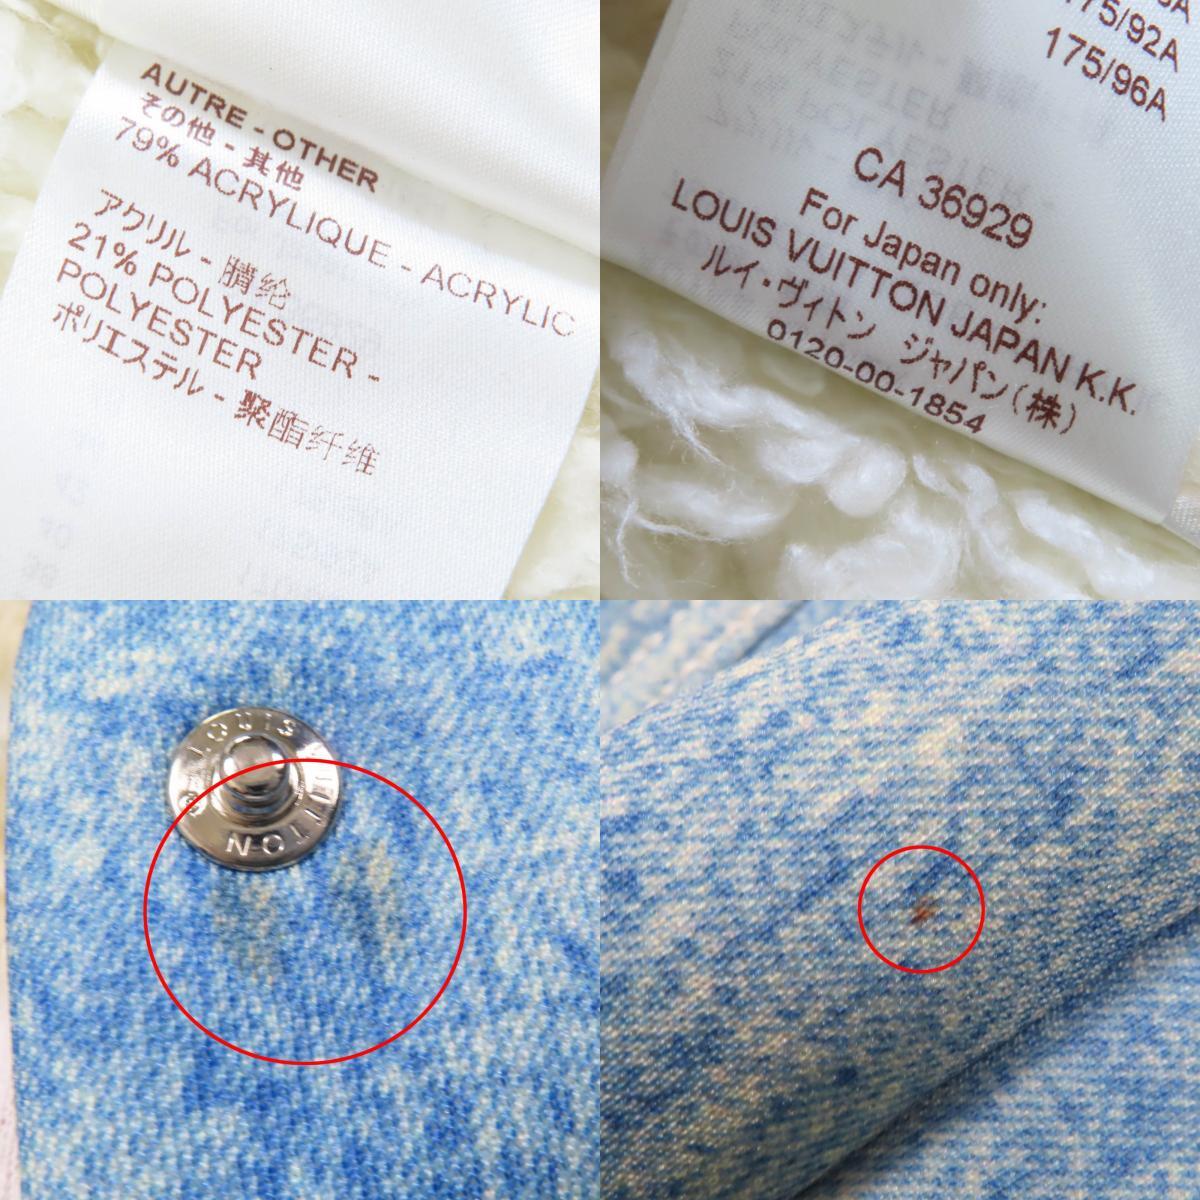 AUTRE - OTHER
その他 - 其他
79% ACRYLIQUE - ACRYLIC
アクリル - 腈纶
21% POLYESTER -
POLYESTER
ポリエステル - 聚酯纤维
175/92A
175/96A
CA 36929
For Japan only:
LOUIS VUITTON JAPAN K.K.
ルイ・ヴィトン ジャパン(株)
0120-00-1854
LOUIS VUITTON